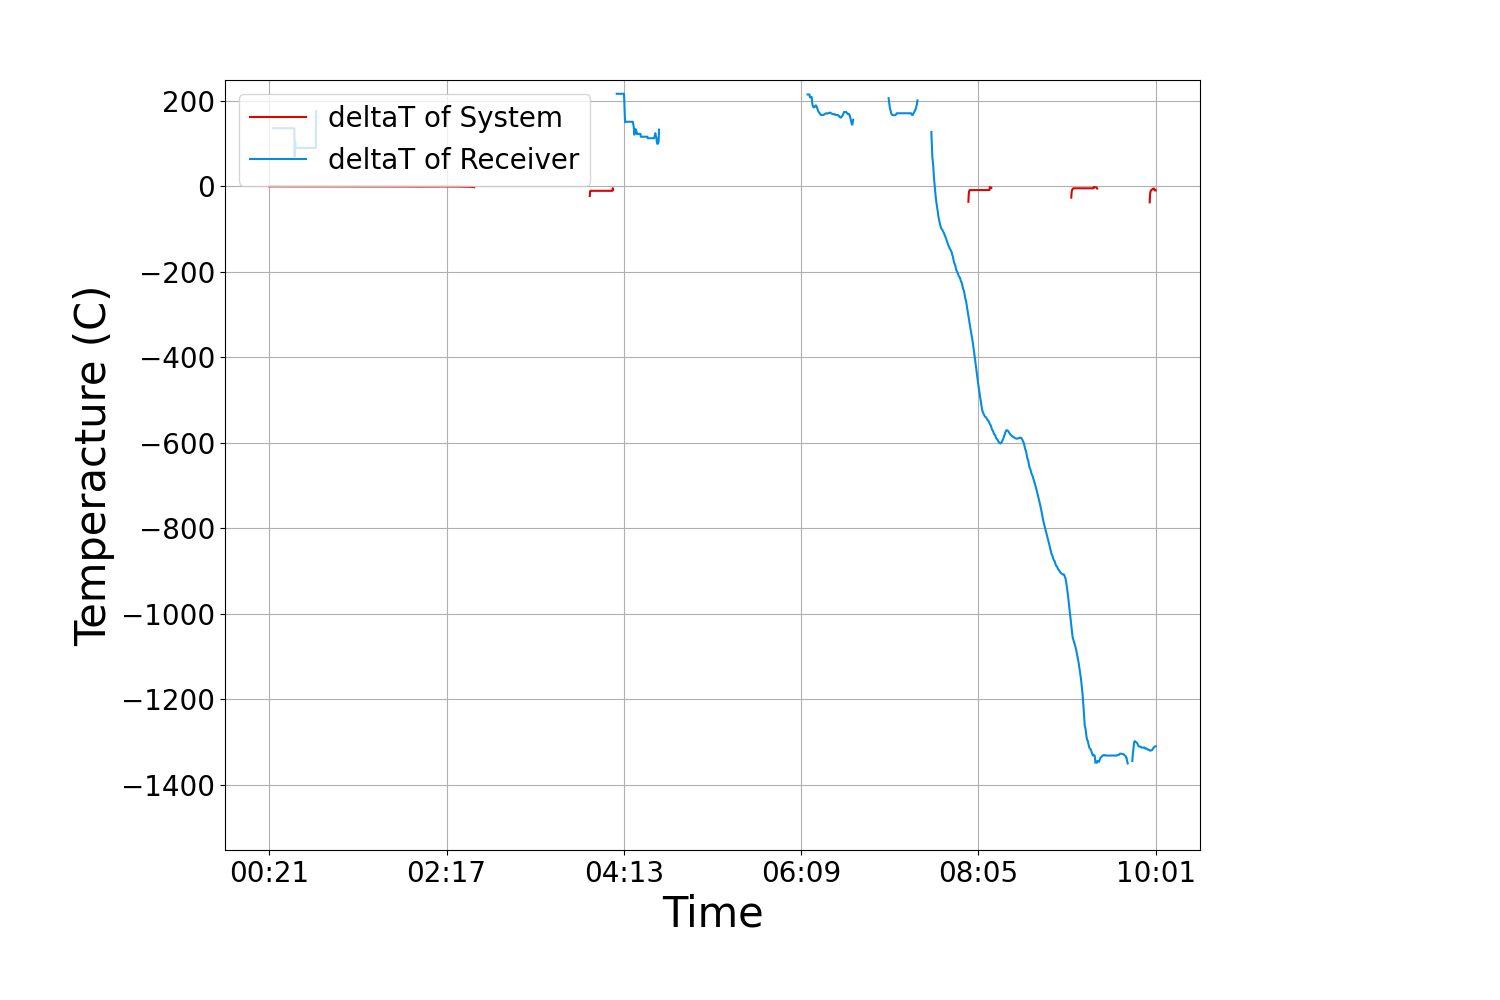 deltaT of System
deltaT of Receiver
200
0
−200
−400
−600
−800
−1000
−1200
−1400
Temperacture (C)
00:21 02:17 04:13 06:09 08:05 10:01
Time